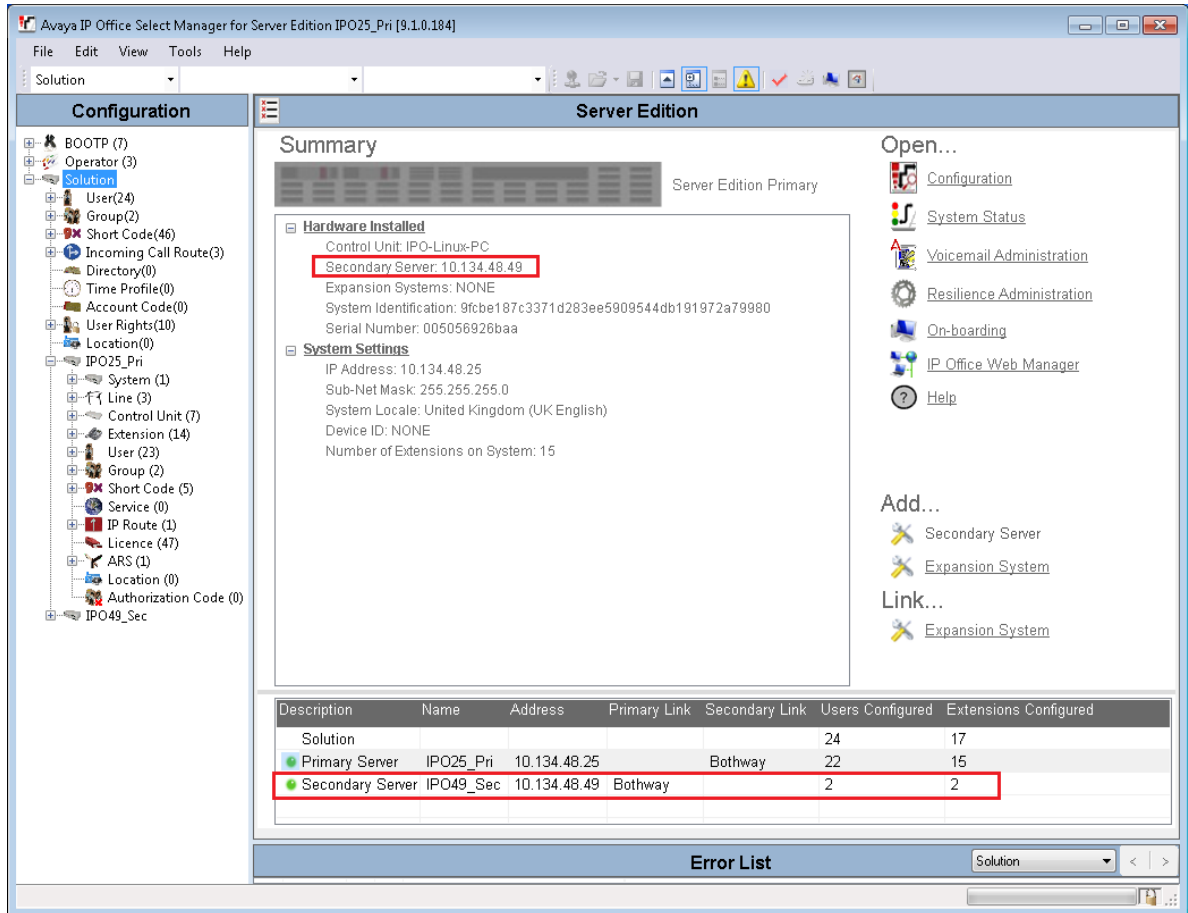 Avaya IP Office Select Manager for Server Edition IPO25_Pri [9.1.0.184]
File Edit View Tools Help
Solution
Configuration
BOOTP (7)
Operator (3)
Solution
User(24)
Group(2)
Short Code(46)
Incoming Call Route(3)
Directory(0)
Time Profile(0)
Account Code(0)
User Rights(10)
Location(0)
IPO25_Pri
System (1)
Line (3)
Control Unit (7)
Extension (14)
User (23)
Group (2)
Short Code (5)
Service (0)
IP Route (1)
Licence (47)
ARS (1)
Location (0)
Authorization Code (0)
IPO49_Sec
Server Edition
Summary
Server Edition Primary
Hardware Installed
Control Unit: IPO-Linux-PC
Secondary Server: 10.134.48.49
Expansion Systems: NONE
System Identification: 9fcbe187c3371d283ee5909544db191972a79980
Serial Number: 005056926baa
System Settings
IP Address: 10.134.48.25
Sub-Net Mask: 255.255.255.0
System Locale: United Kingdom (UK English)
Device ID: NONE
Number of Extensions on System: 15
Open...
Configuration
System Status
Voicemail Administration
Resilience Administration
On-boarding
IP Office Web Manager
Help
Add...
Secondary Server
Expansion System
Link...
Expansion System
Description Name Address Primary Link Secondary Link Users Configured Extensions Configured
Solution 24 17
Primary Server IPO25_Pri 10.134.48.25 Bothway 22 15
Secondary Server IPO49_Sec 10.134.48.49 Bothway 2 2
Error List
Solution